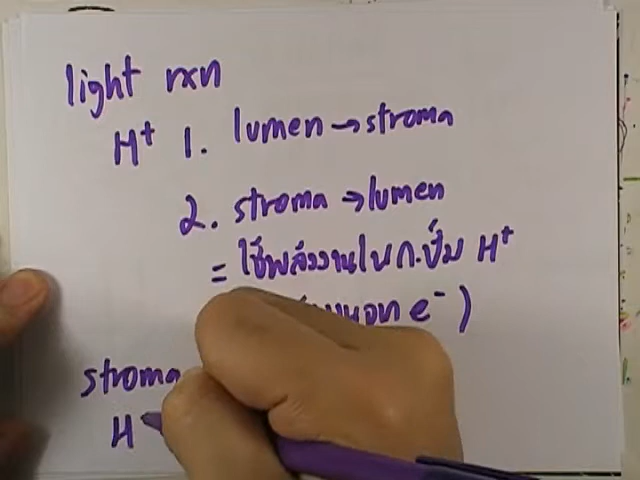 light rxn
H⁺ 1. lumen → stroma
2. stroma → lumen
= ใช้พลังงานในก.ปั๊ม H⁺
e⁻ )
stroma
H